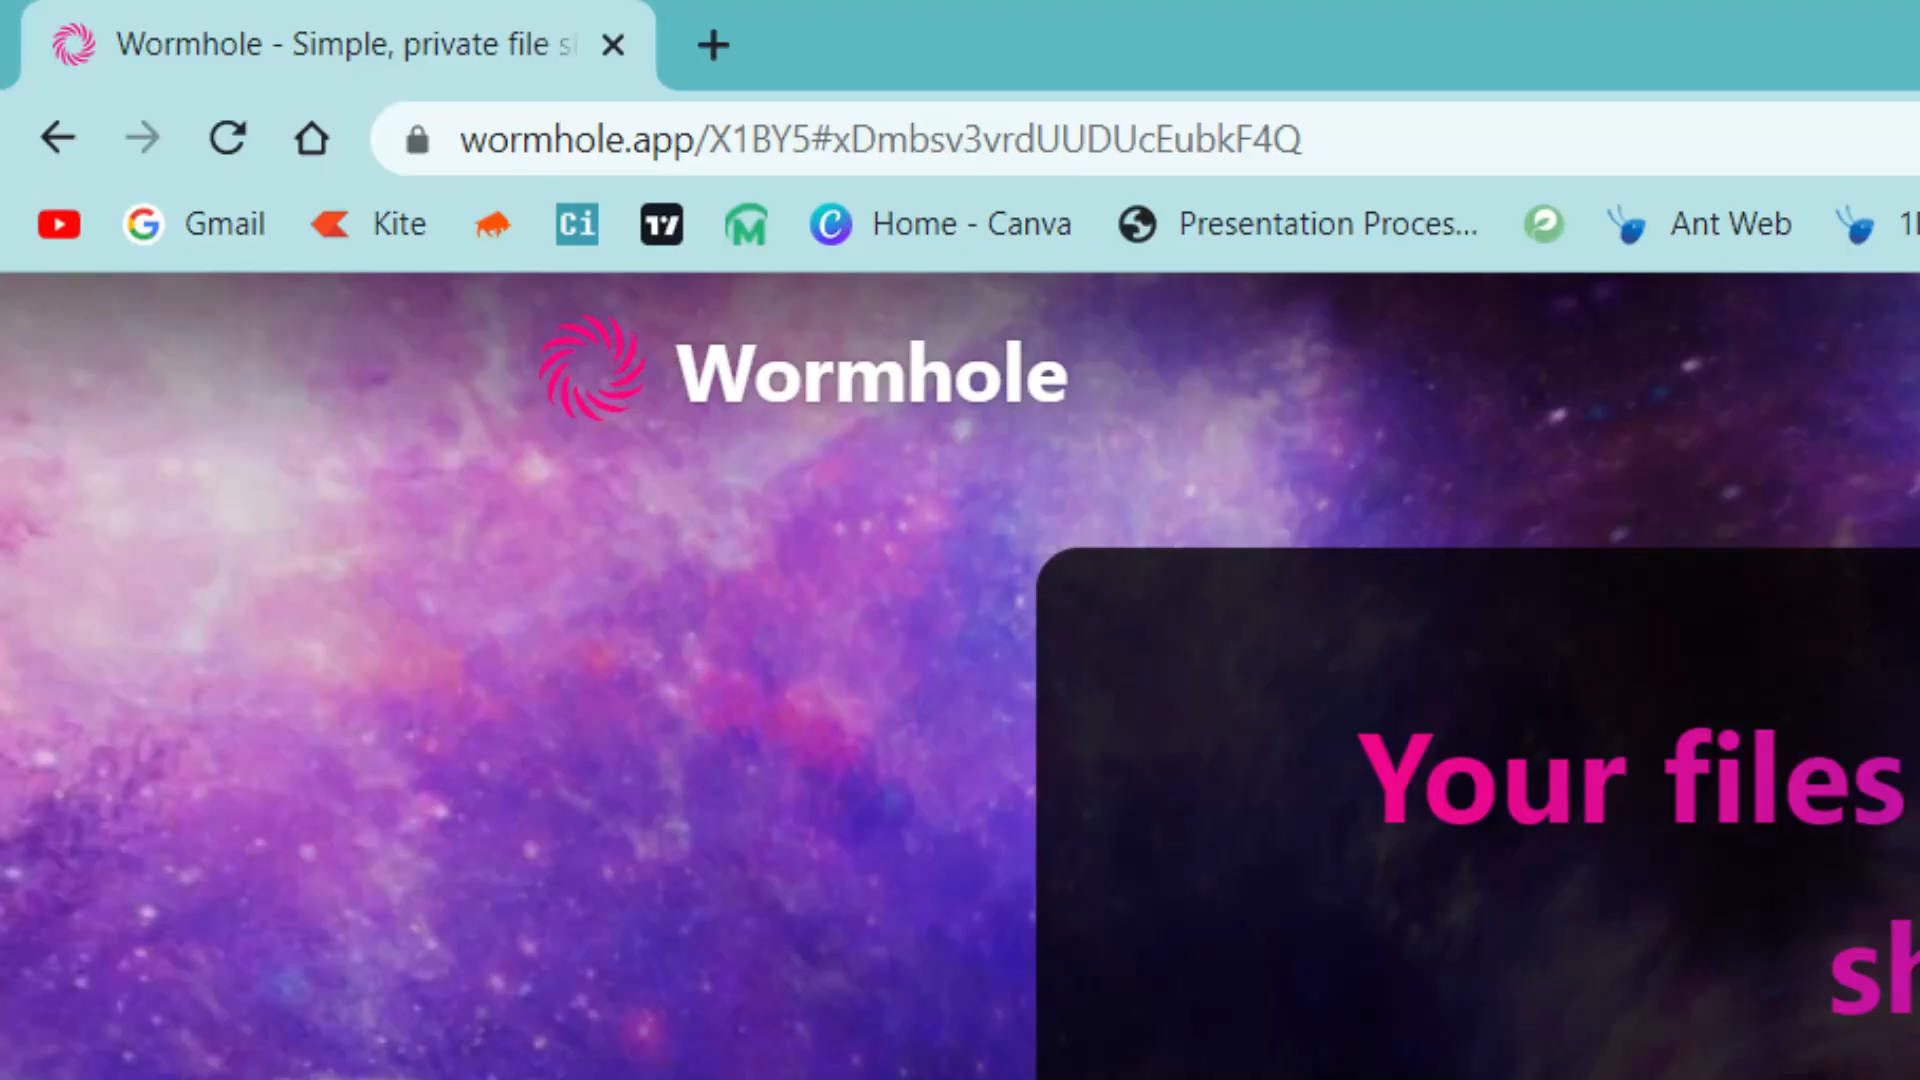 Wormhole - Simple, private file s
wormhole.app/X1BY5#xDmbsv3vrdUUDUcEubkF4Q
Gmail Kite Ci Home - Canva Presentation Proces... Ant Web
Wormhole
Your files
sh